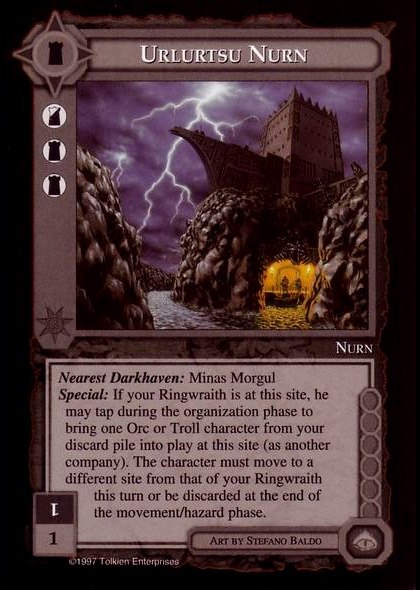 Urlurtsu Nurn
Nurn
Nearest Darkhaven: Minas Morgul
Special: If your Ringwraith is at this site, he
may tap during the organization phase to
bring one Orc or Troll character from your
discard pile into play at this site (as another
company). The character must move to a
different site from that of your Ringwraith
this turn or be discarded at the end of
the movement/hazard phase.
1
1
Art by Stefano Baldo
©1997 Tolkien Enterprises